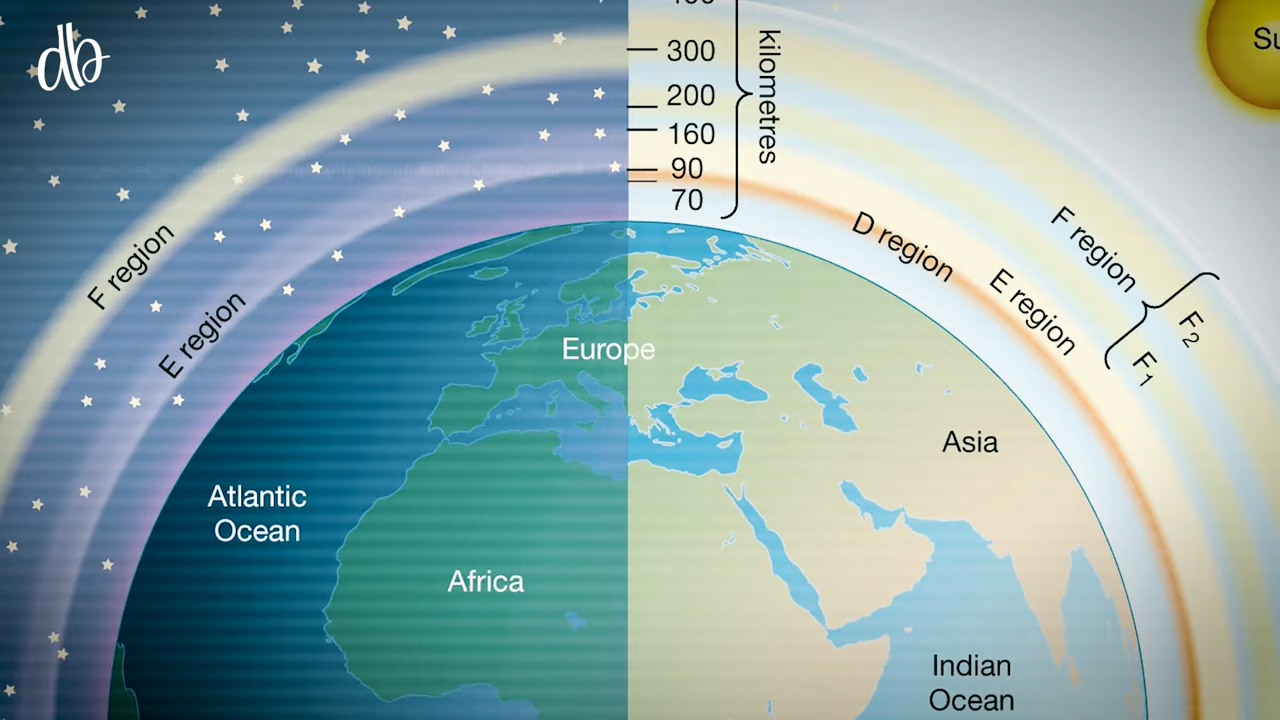 db
300
200
160
90
70
kilometres
F region
E region
D region
E region
F region
F2
F1
Europe
Asia
Atlantic
Ocean
Africa
Indian
Ocean